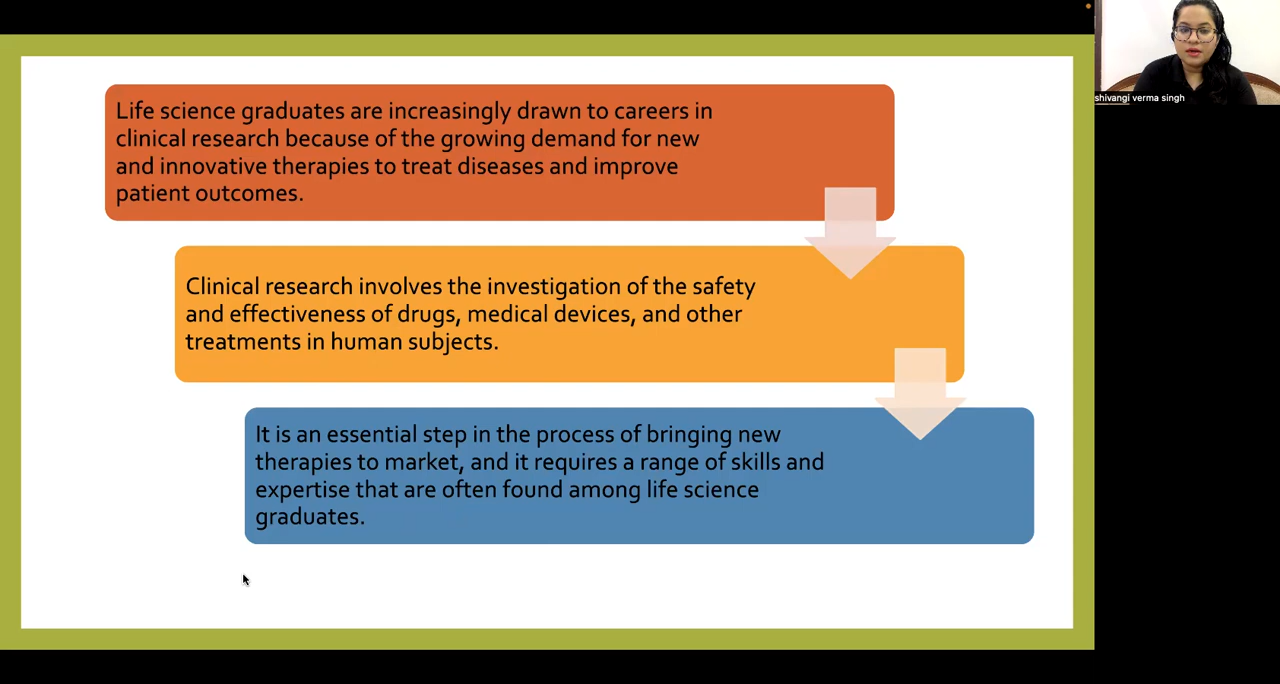 Life science graduates are increasingly drawn to careers in
clinical research because of the growing demand for new
and innovative therapies to treat diseases and improve
patient outcomes.
Clinical research involves the investigation of the safety
and effectiveness of drugs, medical devices, and other
treatments in human subjects.
It is an essential step in the process of bringing new
therapies to market, and it requires a range of skills and
expertise that are often found among life science
graduates.
shivangi verma singh